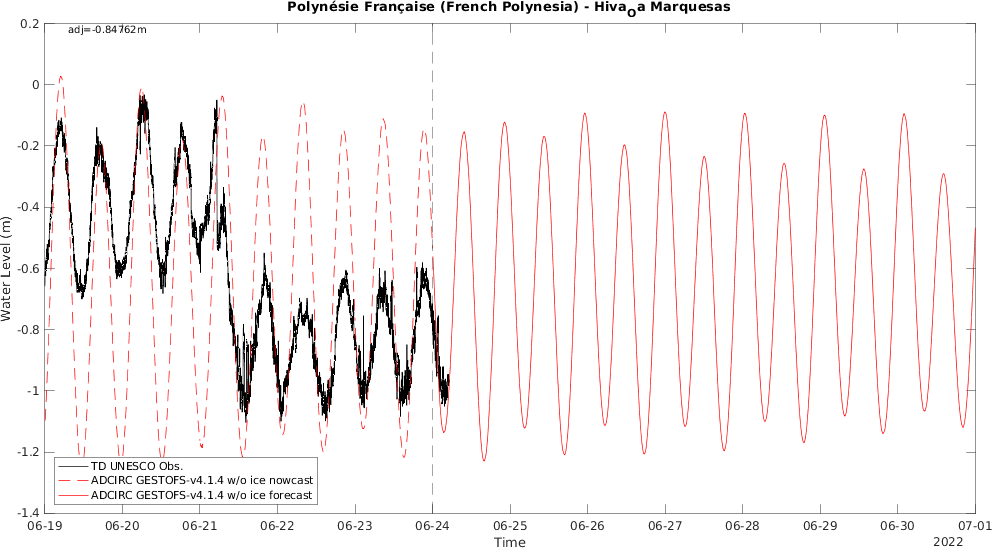 Polynésie Française (French Polynesia) - Hiva_Oa Marquesas
adj=-0.84762m
0.2
0
-0.2
-0.4
-0.6
-0.8
-1
-1.2
-1.4
Water Level (m)
TD UNESCO Obs.
ADCIRC GESTOFS-v4.1.4 w/o ice nowcast
ADCIRC GESTOFS-v4.1.4 w/o ice forecast
06-19 06-20 06-21 06-22 06-23 06-24 06-25 06-26 06-27 06-28 06-29 06-30 07-01
Time
2022